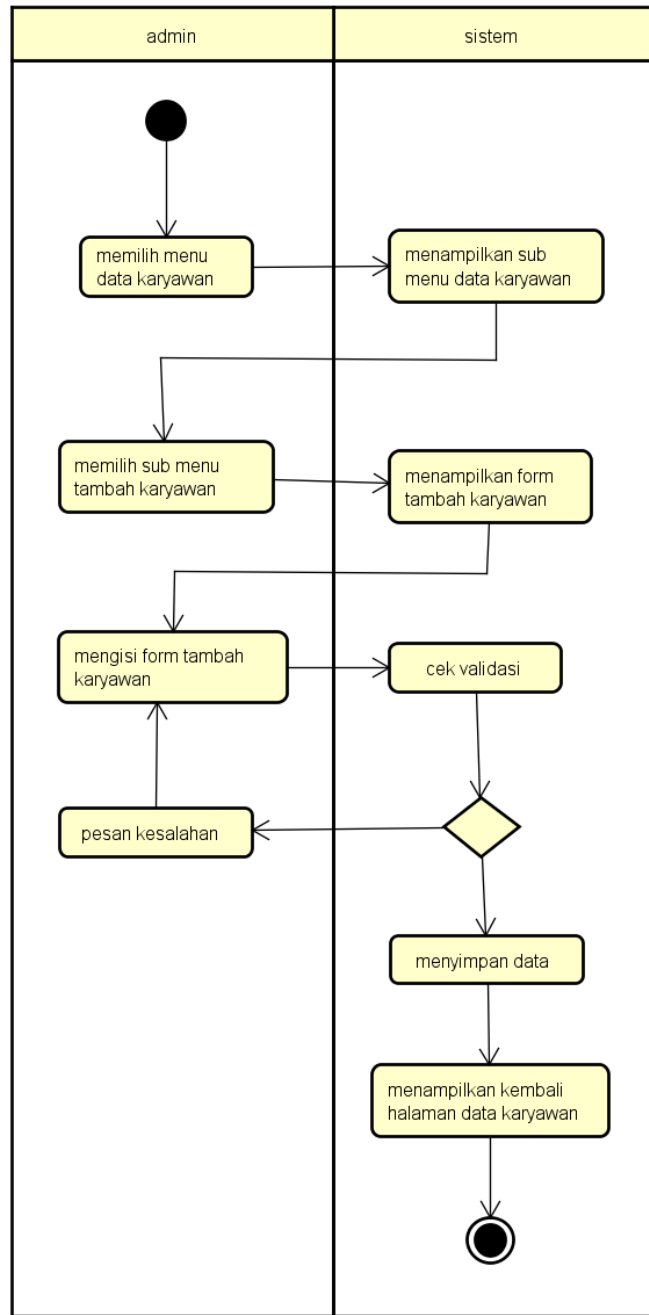 admin
sistem
memilih menu
data karyawan
menampilkan sub
menu data karyawan
memilih sub menu
tambah karyawan
menampilkan form
tambah karyawan
mengisi form tambah
karyawan
cek validasi
pesan kesalahan
menyimpan data
menampilkan kembali
halaman data karyawan